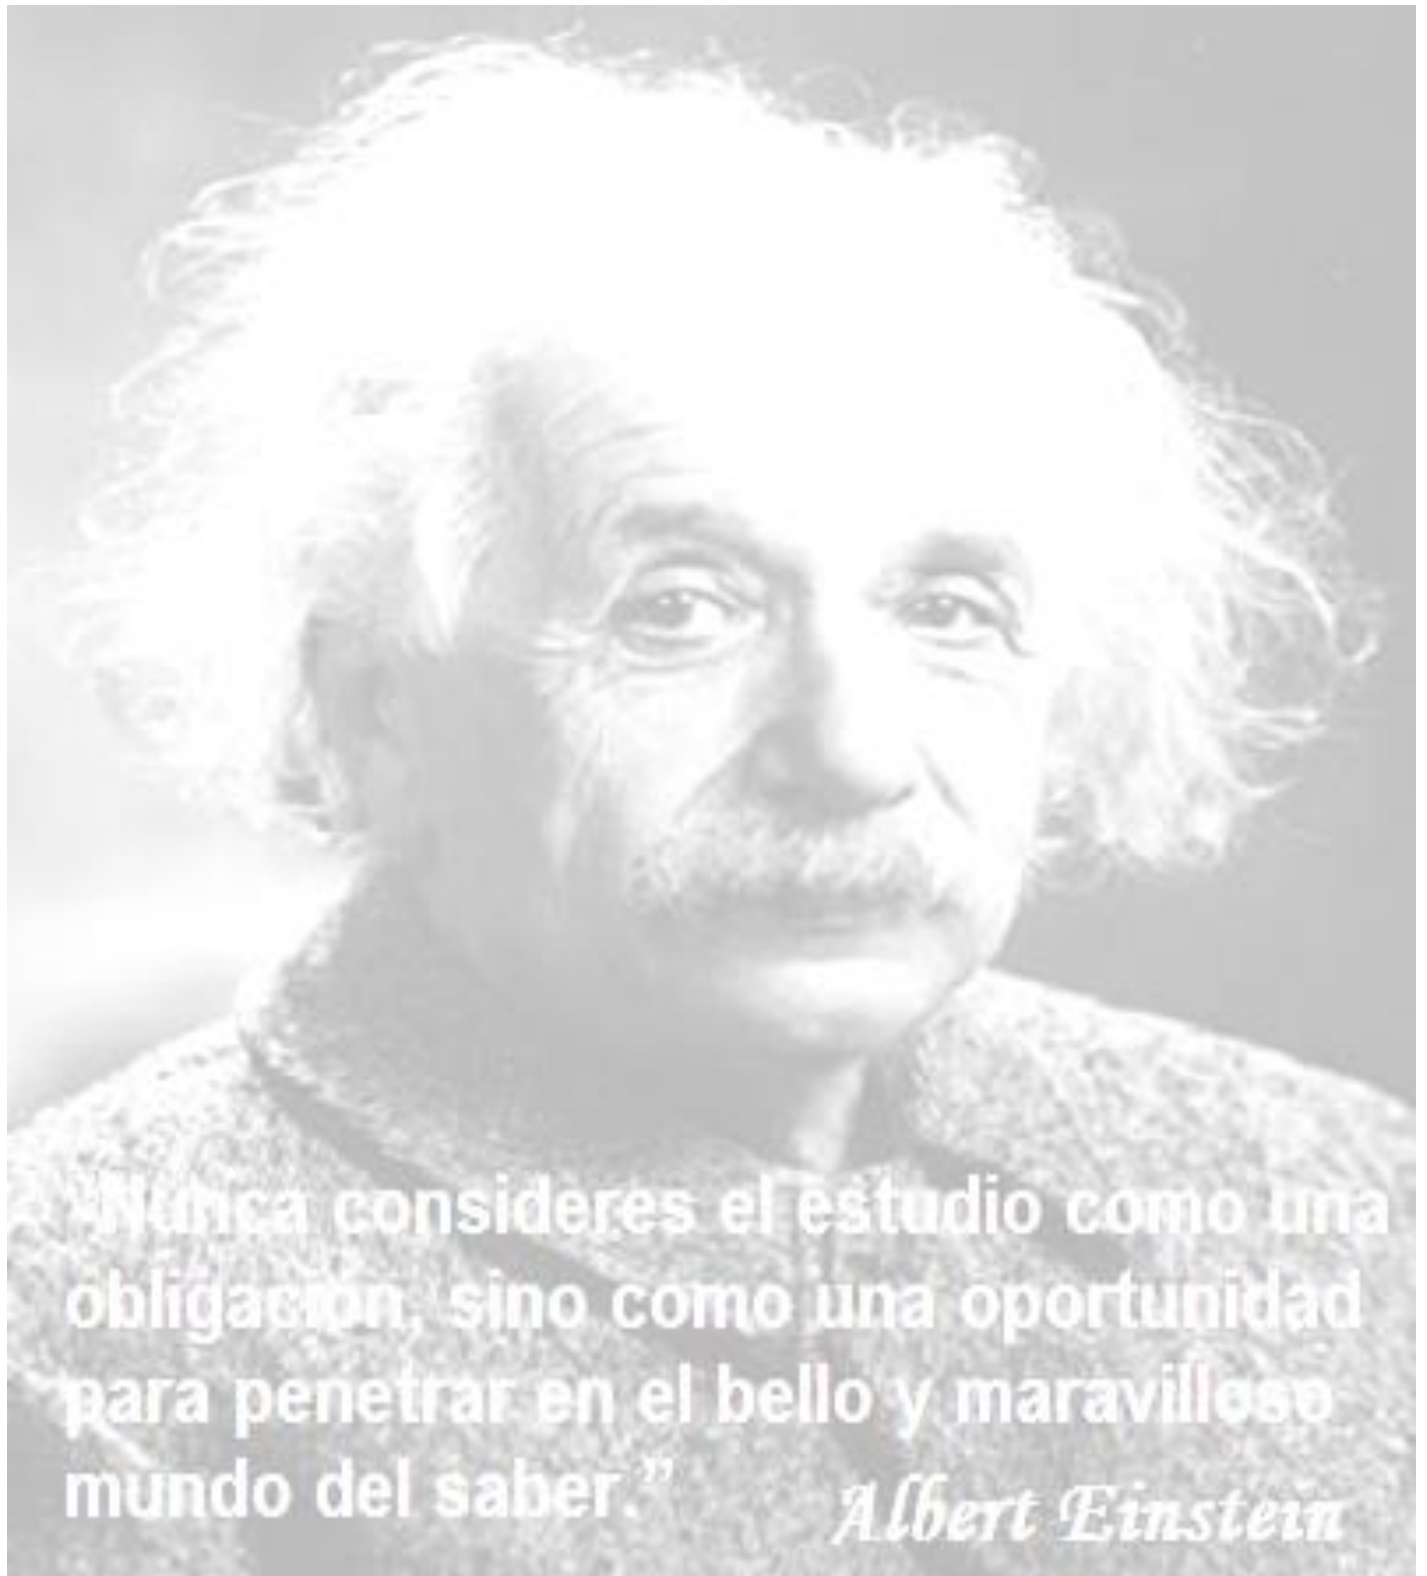 “Nunca consideres el estudio como una
obligación, sino como una oportunidad
para penetrar en el bello y maravilloso
mundo del saber.”
Albert Einstein